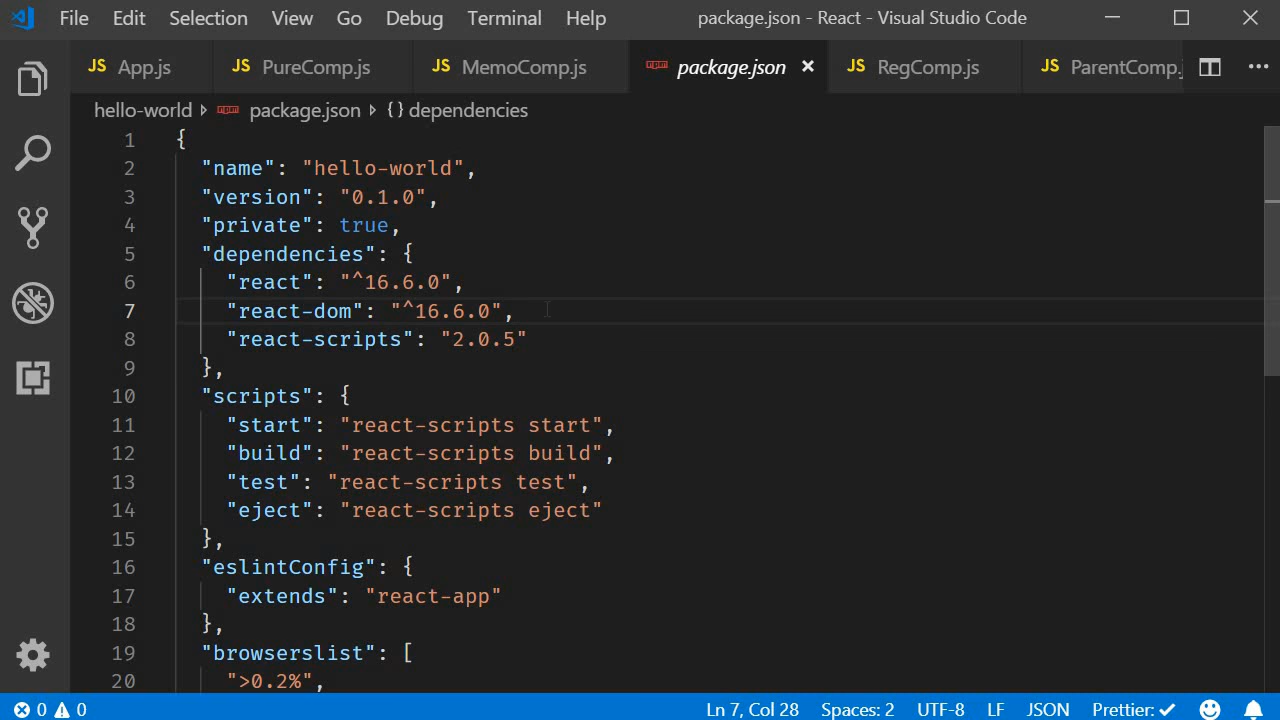 File Edit Selection View Go Debug Terminal Help package.json - React - Visual Studio Code
JS App.js JS PureComp.js JS MemoComp.js package.json JS RegComp.js JS ParentComp.j
hello-world package.json {} dependencies
1 {
2 "name": "hello-world",
3 "version": "0.1.0",
4 "private": true,
5 "dependencies": {
6 "react": "^16.6.0",
7 "react-dom": "^16.6.0",
8 "react-scripts": "2.0.5"
9 },
10 "scripts": {
11 "start": "react-scripts start",
12 "build": "react-scripts build",
13 "test": "react-scripts test",
14 "eject": "react-scripts eject"
15 },
16 "eslintConfig": {
17 "extends": "react-app"
18 },
19 "browserslist": [
20 ">0.2%",
0 0 Ln 7, Col 28 Spaces: 2 UTF-8 LF JSON Prettier: ✓